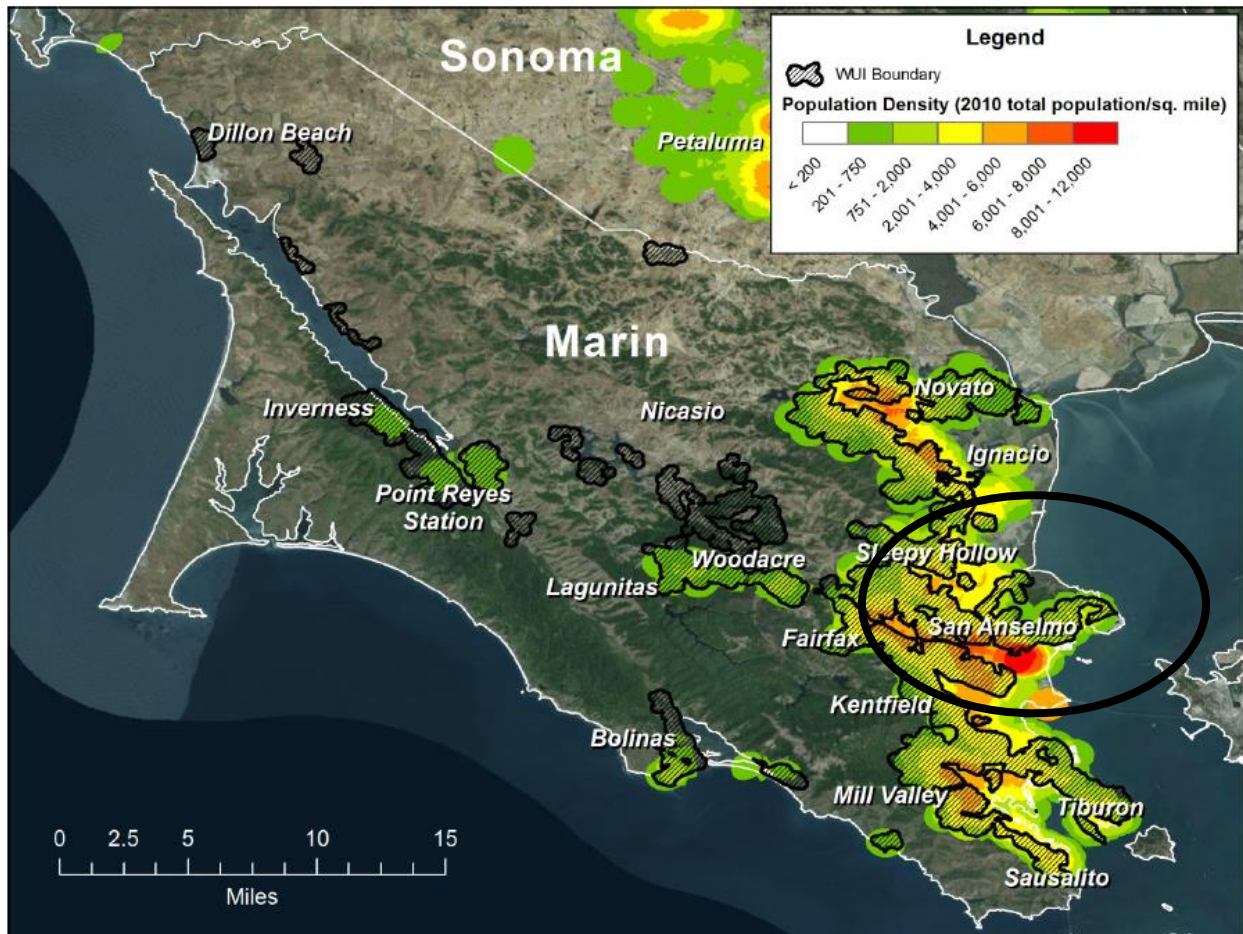 Legend
WUI Boundary
Population Density (2010 total population/sq. mile)
< 200
201 - 750
751 - 2,000
2,001 - 4,000
4,001 - 6,000
6,001 - 8,000
8,001 - 12,000
Sonoma
Petaluma
Dillon Beach
Marin
Nicasio
Novato
Inverness
Ignacio
Point Reyes
Station
Sleepy Hollow
Woodacre
Lagunitas
San Anselmo
Fairfax
Kentfield
Bolinas
Mill Valley
Tiburon
Sausalito
0 2.5 5 10 15
Miles